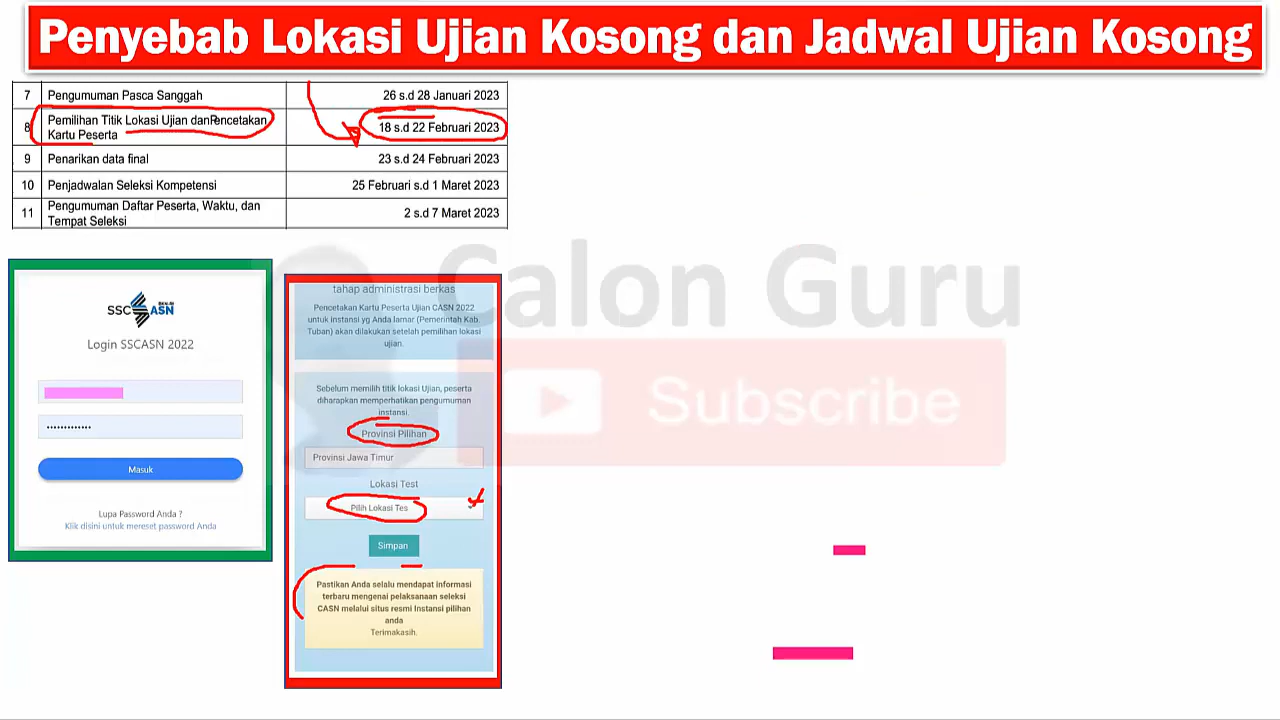 Penyebab Lokasi Ujian Kosong dan Jadwal Ujian Kosong
7 Pengumuman Pasca Sanggah 26 s.d 28 Januari 2023
8 Pemilihan Titik Lokasi Ujian dan Pencetakan Kartu Peserta 18 s.d 22 Februari 2023
9 Penarikan data final 23 s.d 24 Februari 2023
10 Penjadwalan Seleksi Kompetensi 25 Februari s.d 1 Maret 2023
11 Pengumuman Daftar Peserta, Waktu, dan Tempat Seleksi 2 s.d 7 Maret 2023
Calon Guru
Subscribe
SSC ASN
Login SSCASN 2022
Masuk
Lupa Password Anda ?
Klik disini untuk mereset password Anda
tahap administrasi berkas
Pencetakan Kartu Peserta Ujian CASN 2022
untuk instansi yg Anda lamar (Pemerintah Kab.
Tuban) akan dilakukan setelah pemilihan lokasi
ujian.
Sebelum memilih titik lokasi Ujian, peserta
diharapkan memperhatikan pengumuman
instansi.
Provinsi Pilihan
Provinsi Jawa Timur
Lokasi Test
Pilih Lokasi Tes
Simpan
Pastikan Anda selalu mendapat informasi
terbaru mengenai pelaksanaan seleksi
CASN melalui situs resmi Instansi pilihan
anda
Terimakasih.